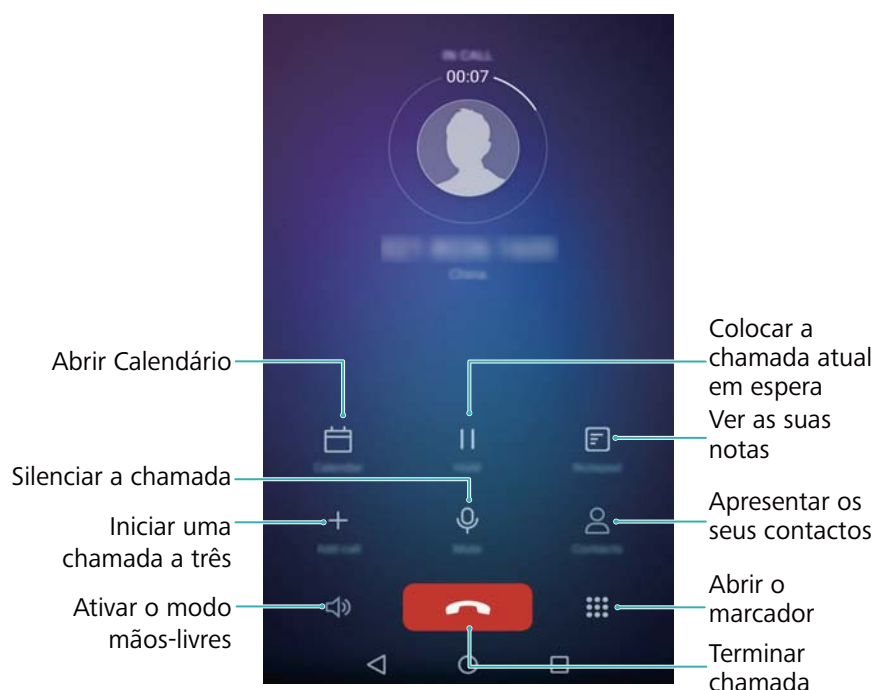 IN CALL
00:07
China
Abrir Calendário
Colocar a
chamada atual
em espera
Ver as suas
notas
Calendar
Hold
Notepad
Silenciar a chamada
Iniciar uma
chamada a três
Apresentar os
seus contactos
Add call
Mute
Contacts
Ativar o modo
mãos-livres
Abrir o
marcador
Terminar
chamada